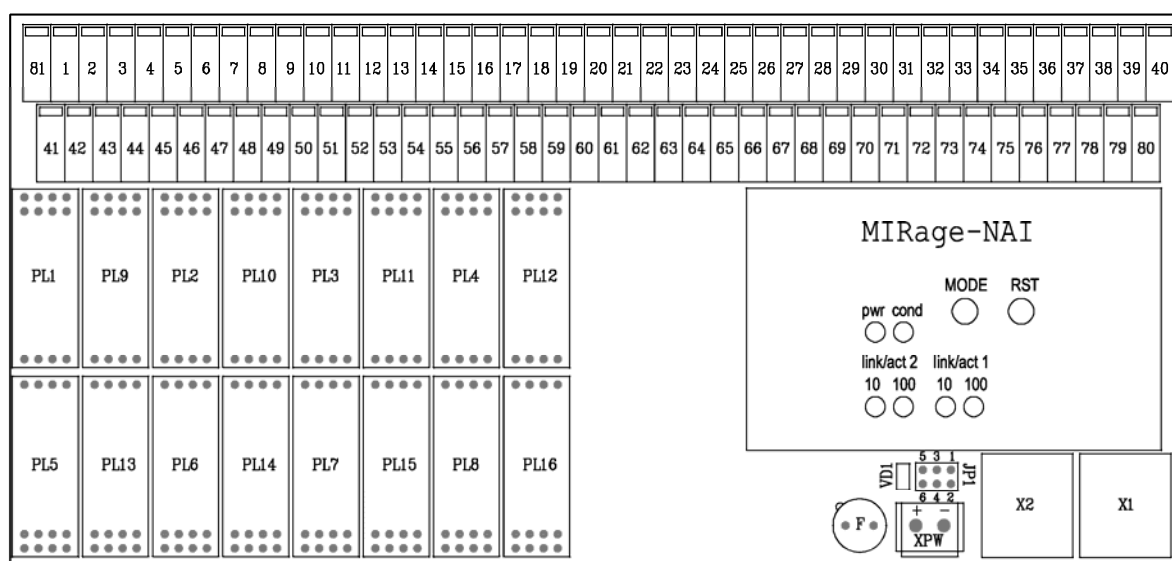 81 1 2 3 4 5 6 7 8 9 10 11 12 13 14 15 16 17 18 19 20 21 22 23 24 25 26 27 28 29 30 31 32 33 34 35 36 37 38 39 40
41 42 43 44 45 46 47 48 49 50 51 52 53 54 55 56 57 58 59 60 61 62 63 64 65 66 67 68 69 70 71 72 73 74 75 76 77 78 79 80
MIRage-NAI
PL1 PL9 PL2 PL10 PL3 PL11 PL4 PL12
MODE RST
pwr cond
link/act 2 link/act 1
10 100 10 100
PL5 PL13 PL6 PL14 PL7 PL15 PL8 PL16
5 3 1
VD1
JP1
6 4 2
X2 X1
+ -
F
XPW